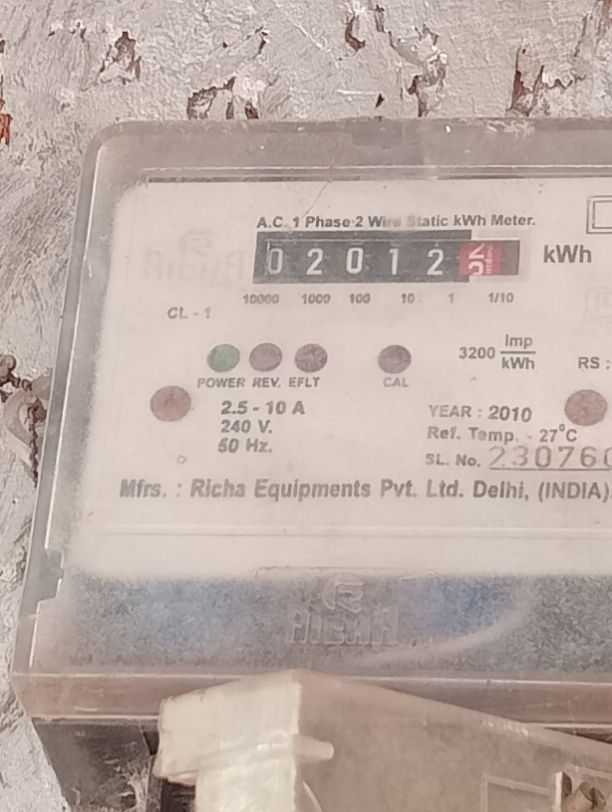 A.C. 1 Phase 2 Wire Static kWh Meter.
0 2 0 1 2
kWh
10000 1000 100 10 1 1/10
CL - 1
3200 Imp/kWh
RS :
POWER REV. EFLT CAL
2.5 - 10 A
240 V.
50 Hz.
YEAR : 2010
Ref. Temp. - 27°C
SL. No. 230760
Mfrs. : Richa Equipments Pvt. Ltd. Delhi, (INDIA)
RICHA